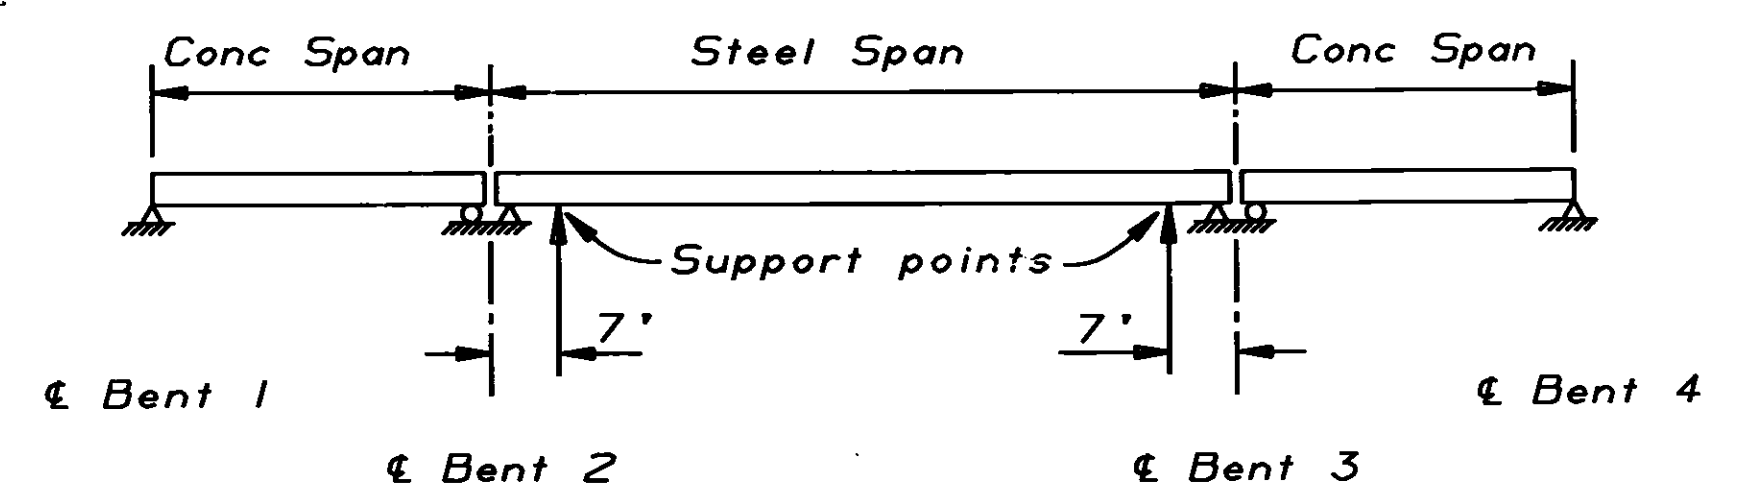 Conc Span Steel Span Conc Span
Support points
7' 7'
℄ Bent 1 ℄ Bent 4
℄ Bent 2 ℄ Bent 3